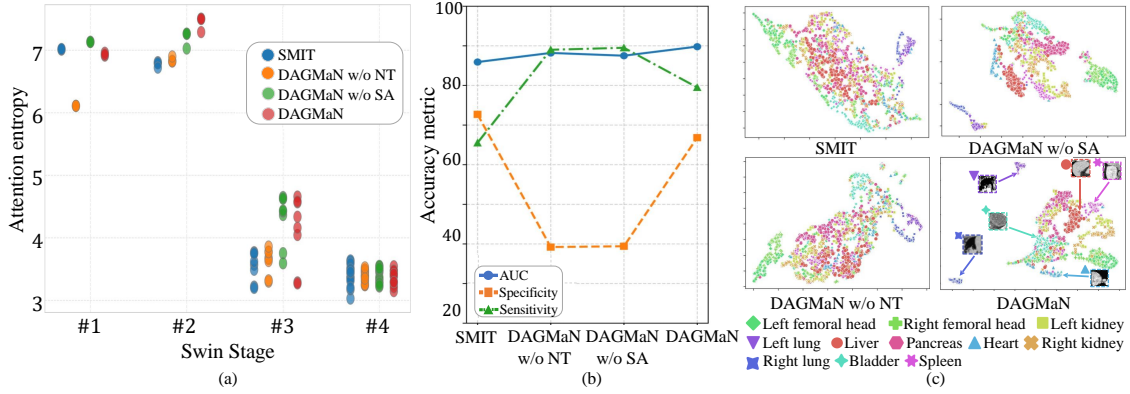 Attention entropy
7
6
5
4
3
#1
#2
#3
#4
Swin Stage
SMIT
DAGMaN w/o NT
DAGMaN w/o SA
DAGMaN
(a)
Accuracy metric
100
80
60
40
20
20
AUC
Specificity
Sensitivity
SMIT
DAGMaN
w/o NT
DAGMaN
w/o SA
DAGMaN
(b)
SMIT
DAGMaN w/o SA
DAGMaN w/o NT
DAGMaN
Left femoral head Right femoral head Left kidney
Left lung Liver Pancreas Heart Right kidney
Right lung Bladder Spleen
(c)